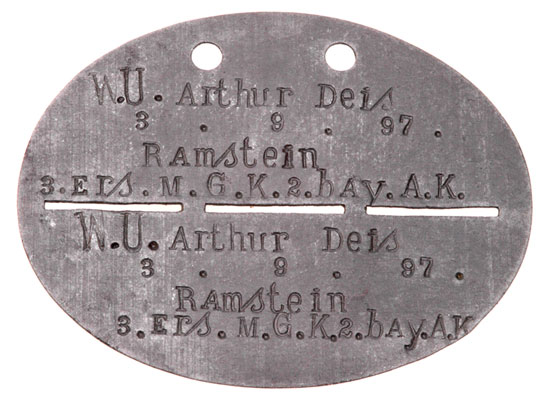 W.U. Arthur Deis
3 . 9 . 97 .
Ramstein
3. Ers. M. G. K. 2. bay. A. K.
W.U. Arthur Deis
3 . 9 . 97 .
Ramstein
3. Ers. M. G. K. 2. bay. A. K